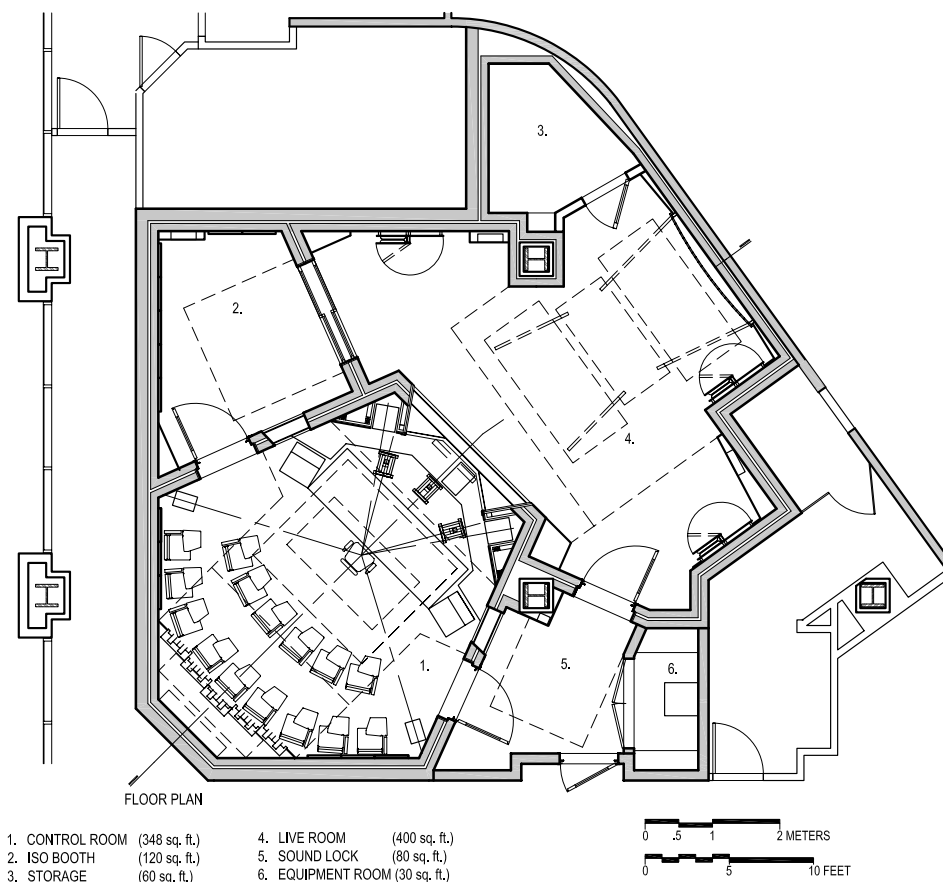 3.
2.
4.
1.
5.
6.
FLOOR PLAN
1. CONTROL ROOM (348 sq. ft.)
2. ISO BOOTH (120 sq. ft.)
3. STORAGE (60 sq. ft.)
4. LIVE ROOM (400 sq. ft.)
5. SOUND LOCK (80 sq. ft.)
6. EQUIPMENT ROOM (30 sq. ft.)
0 .5 1 2 METERS
0 5 10 FEET